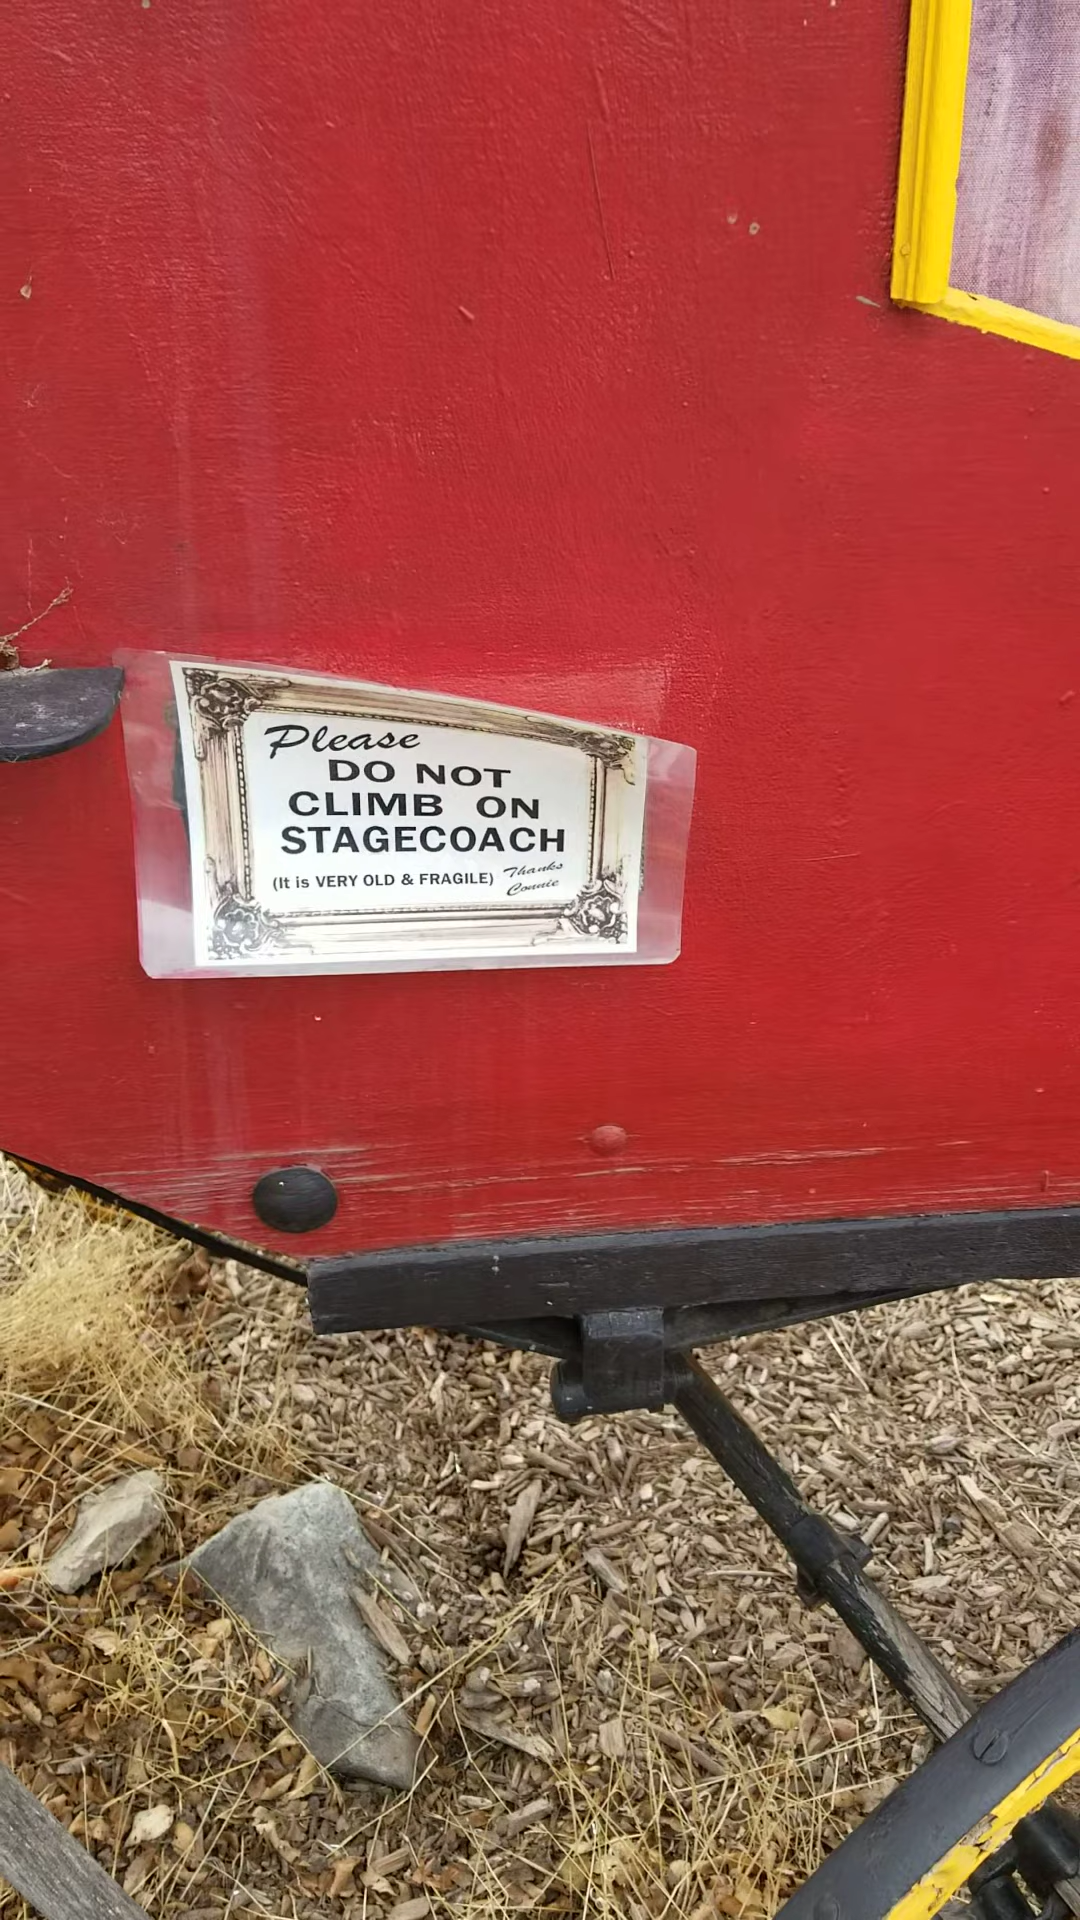 Please
DO NOT
CLIMB ON
STAGECOACH
(It is VERY OLD & FRAGILE) Thanks
Connie